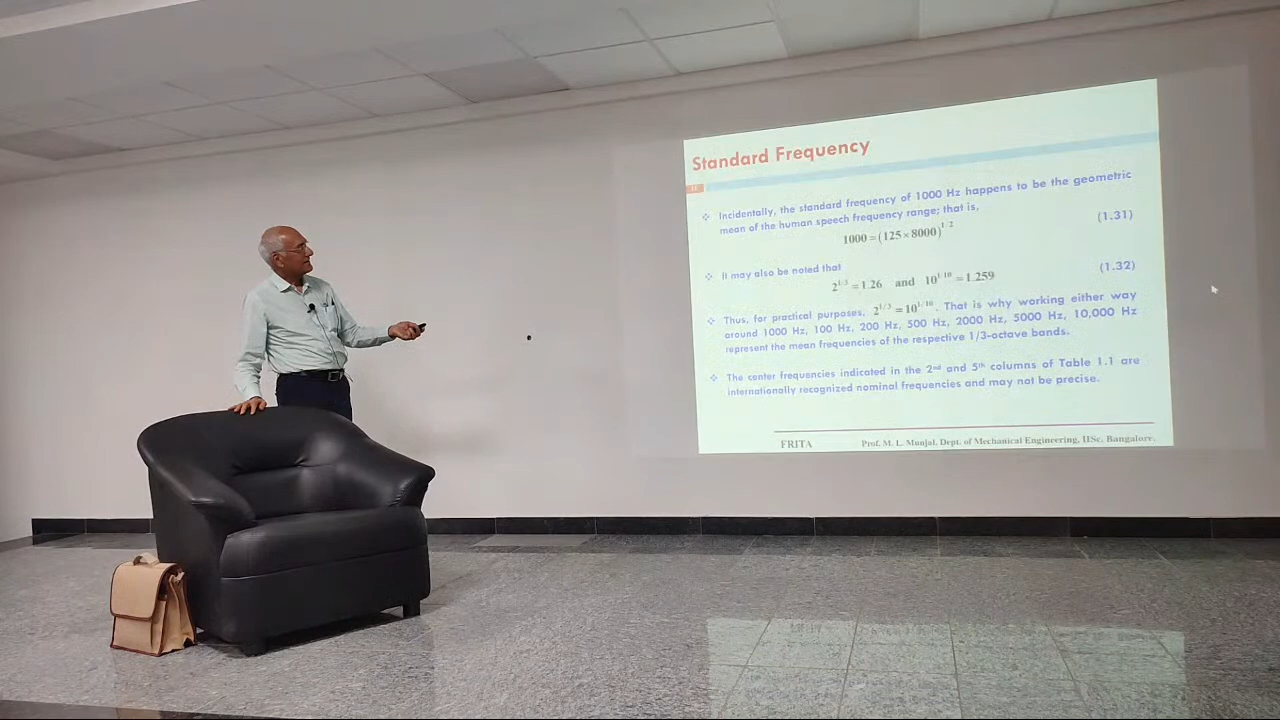 Standard Frequency
❖ Incidentally, the standard frequency of 1000 Hz happens to be the geometric
mean of the human speech frequency range; that is,
1000 = (125 × 8000)^1/2 (1.31)
❖ It may also be noted that
2^1/3 = 1.26 and 10^1/10 = 1.259 (1.32)
❖ Thus, for practical purposes, 2^1/3 = 10^1/10. That is why working either way
around 1000 Hz, 100 Hz, 200 Hz, 500 Hz, 2000 Hz, 5000 Hz, 10,000 Hz
represent the mean frequencies of the respective 1/3-octave bands.
❖ The center frequencies indicated in the 2nd and 5th columns of Table 1.1 are
internationally recognized nominal frequencies and may not be precise.
FRITA Prof. M. L. Munjal, Dept. of Mechanical Engineering, IISc, Bangalore.